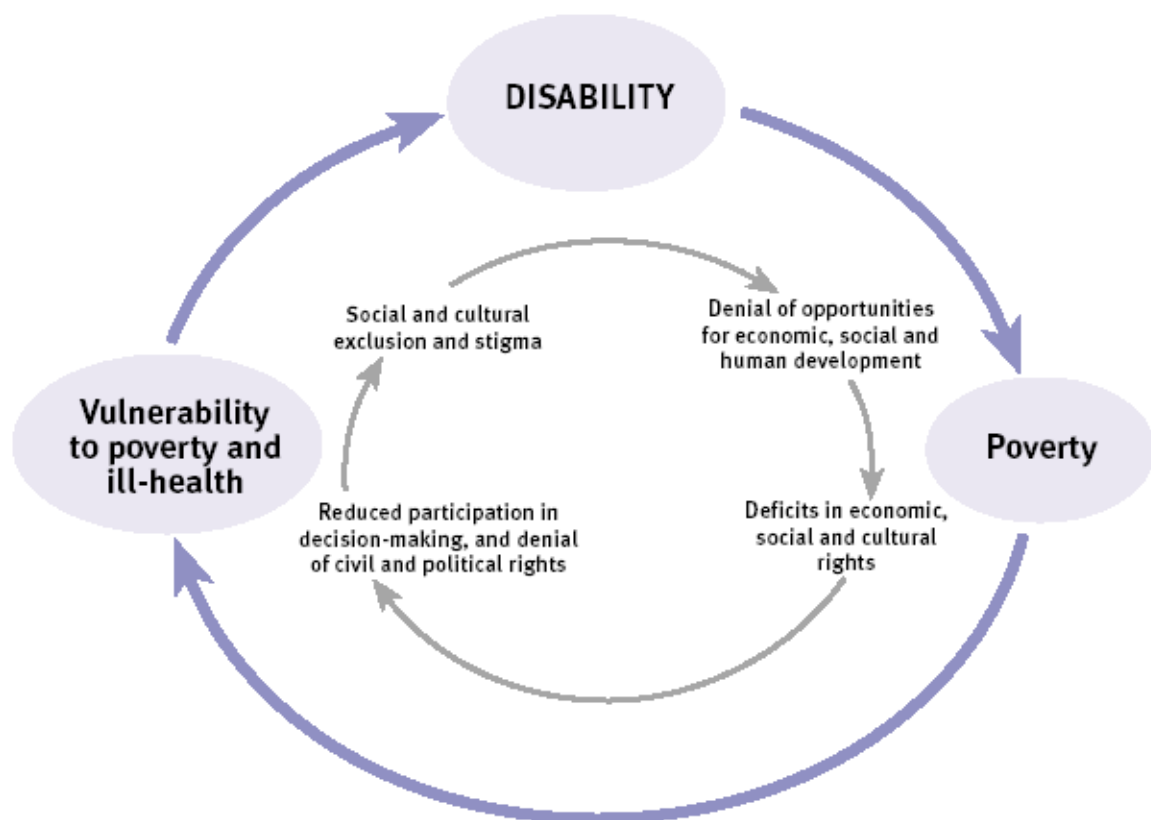 DISABILITY
Social and cultural
exclusion and stigma
Denial of opportunities
for economic, social and
human development
Vulnerability
to poverty and
ill-health
Poverty
Reduced participation in
decision-making, and denial
of civil and political rights
Deficits in economic,
social and cultural
rights